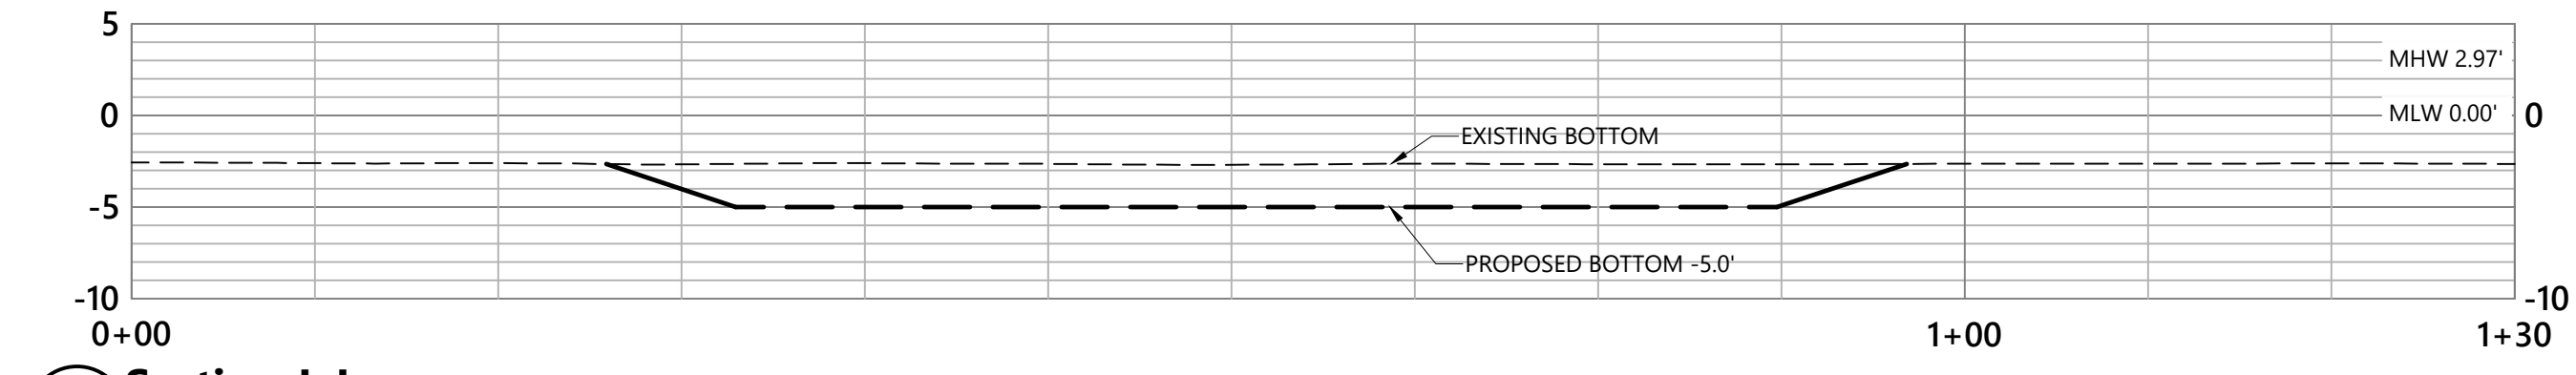 5
MHW 2.97'
0
MLW 0.00'
0
EXISTING BOTTOM
-5
PROPOSED BOTTOM -5.0'
-10
-10
0+00
1+00
1+30